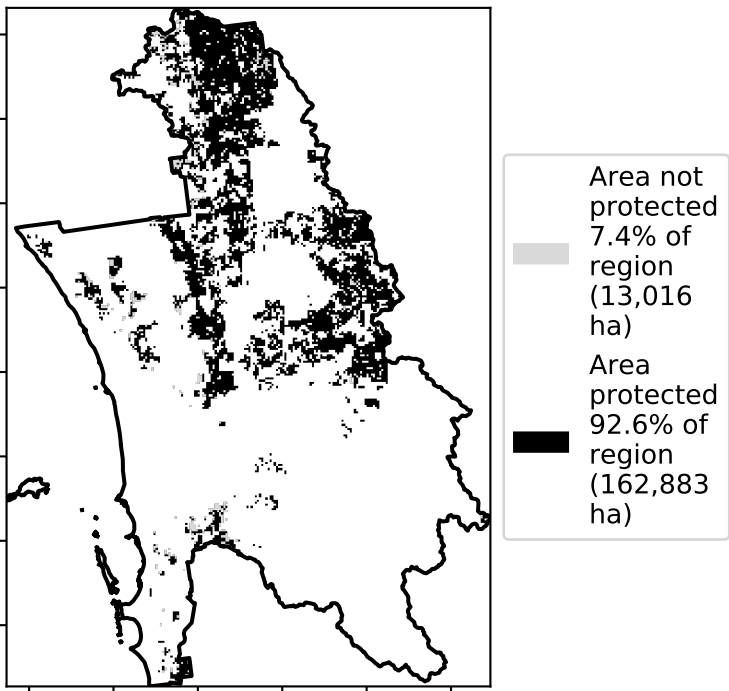 Area not
protected
7.4% of
region
(13,016
ha)
Area
protected
92.6% of
region
(162,883
ha)